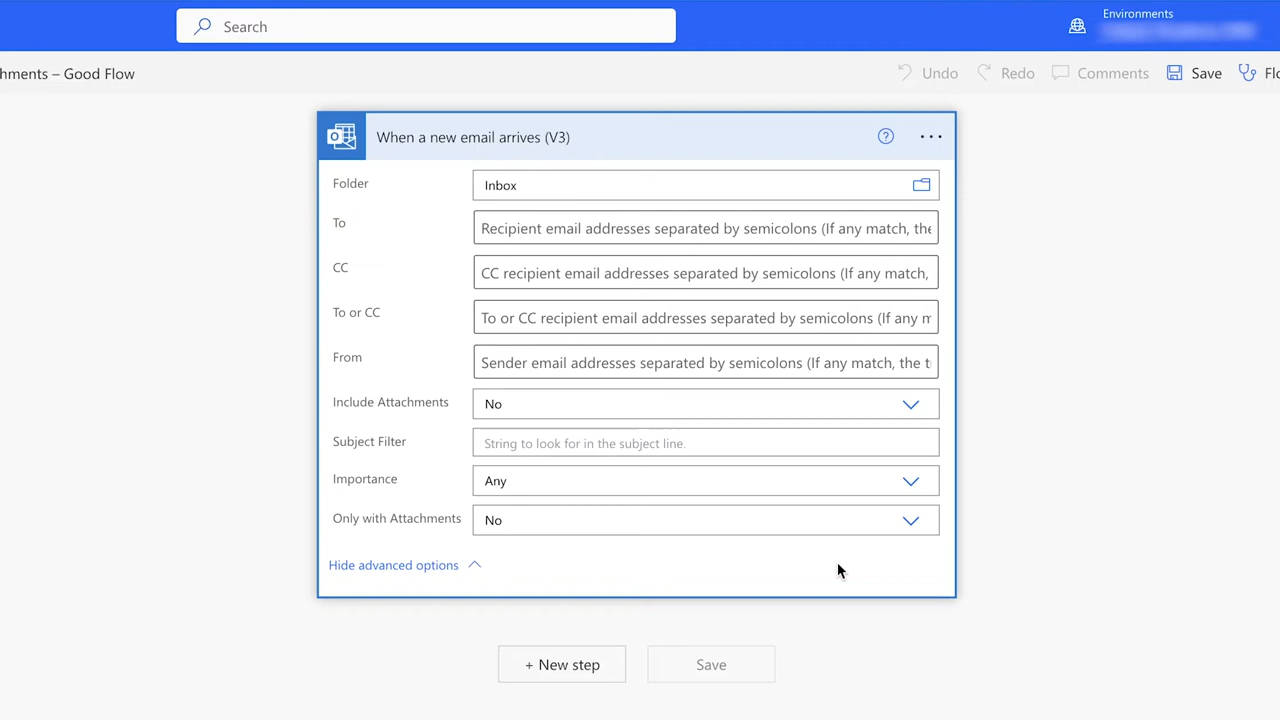 Search
Environments
hments – Good Flow
Undo
Redo
Comments
Save
Flo
When a new email arrives (V3)
Folder
Inbox
To
Recipient email addresses separated by semicolons (If any match, the
CC
CC recipient email addresses separated by semicolons (If any match,
To or CC
To or CC recipient email addresses separated by semicolons (If any m
From
Sender email addresses separated by semicolons (If any match, the t
Include Attachments
No
Subject Filter
String to look for in the subject line.
Importance
Any
Only with Attachments
No
Hide advanced options
+ New step
Save